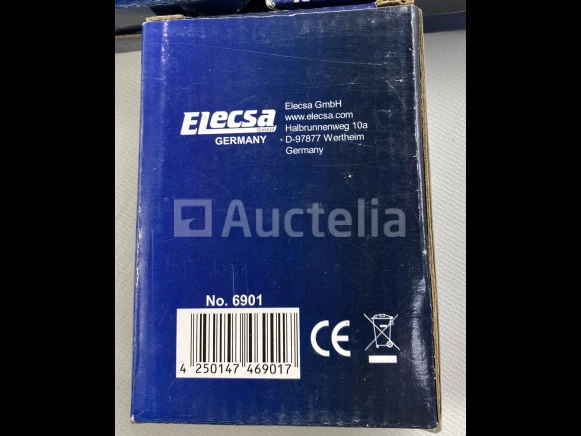 Elecsa
GmbH
GERMANY
Elecsa GmbH
www.elecsa.com
Halbrunnenweg 10a
- D-97877 Wertheim
Germany
Auctelia
No. 6901
4 250147 469017
CE